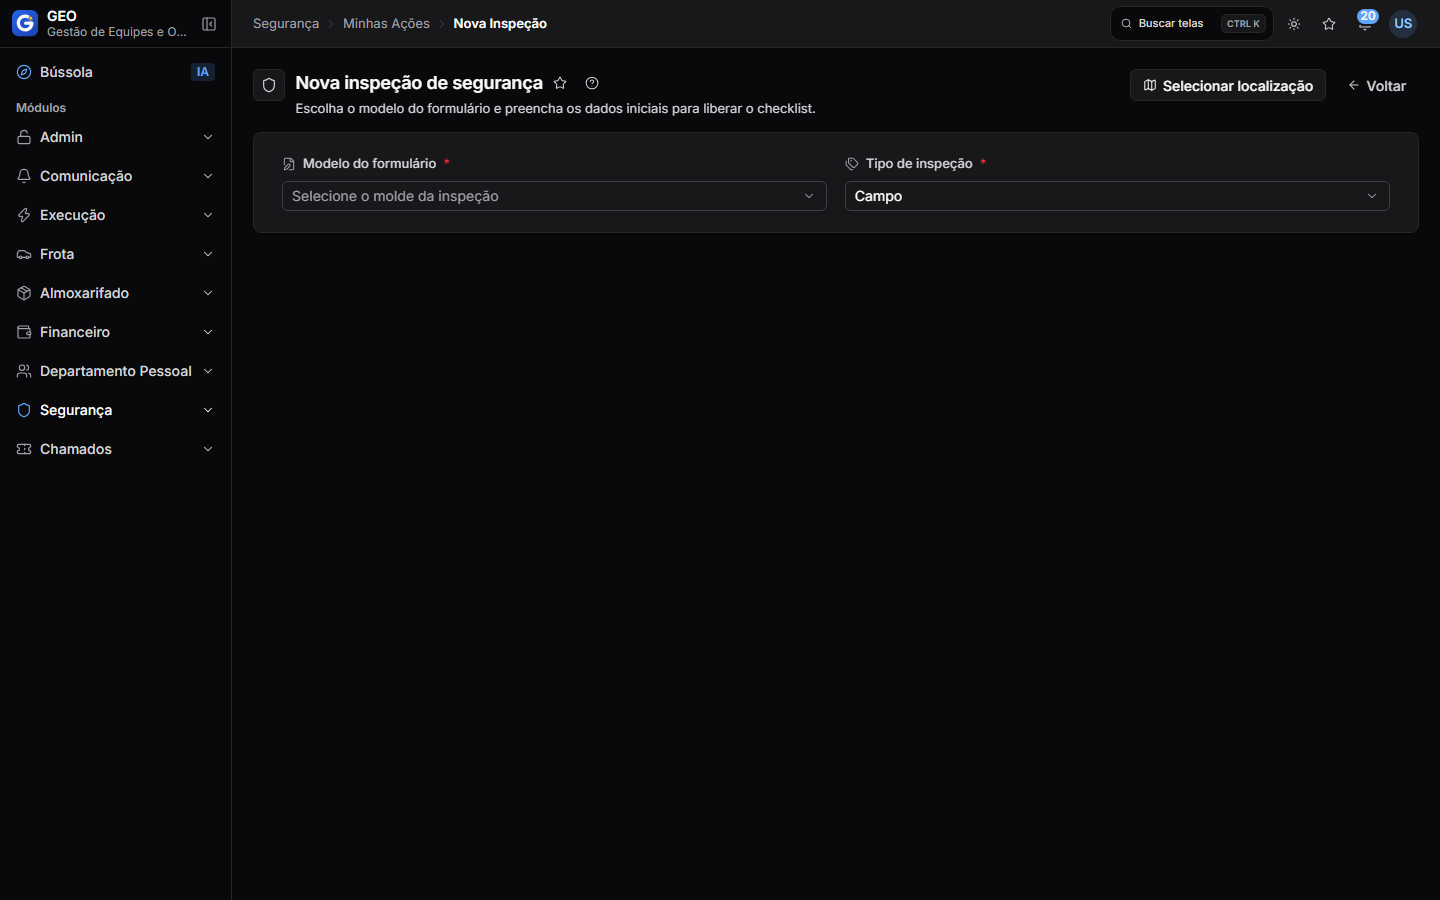 GEO
Gestão de Equipes e O...
Segurança
Minhas Ações
Nova Inspeção
Buscar telas
CTRL K
20
US
Bússola
IA
Módulos
Admin
Comunicação
Execução
Frota
Almoxarifado
Financeiro
Departamento Pessoal
Segurança
Chamados
Nova inspeção de segurança
Escolha o modelo do formulário e preencha os dados iniciais para liberar o checklist.
Selecionar localização
Voltar
Modelo do formulário *
Selecione o molde da inspeção
Tipo de inspeção *
Campo